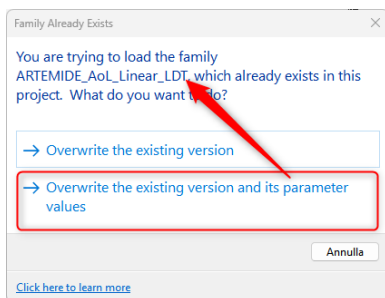 Family Already Exists
You are trying to load the family
ARTEMIDE_AoL_Linear_LDT, which already exists in this
project. What do you want to do?
Overwrite the existing version
Overwrite the existing version and its parameter
values
Annulla
Click here to learn more